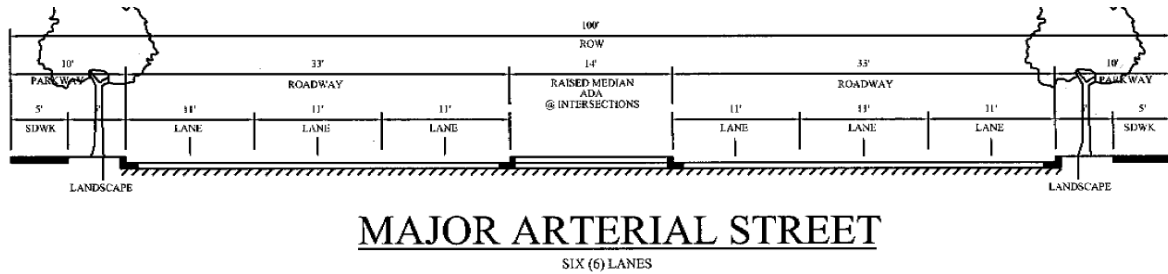 100'
ROW
10' 33' 14' 33' 10'
PARKWAY ROADWAY RAISED MEDIAN ROADWAY PARKWAY
ADA
@ INTERSECTIONS
5' 11' 11' 11' 11' 11' 11' 5'
SDWK LANE LANE LANE LANE LANE LANE SDWK
LANDSCAPE LANDSCAPE
MAJOR ARTERIAL STREET
SIX (6) LANES